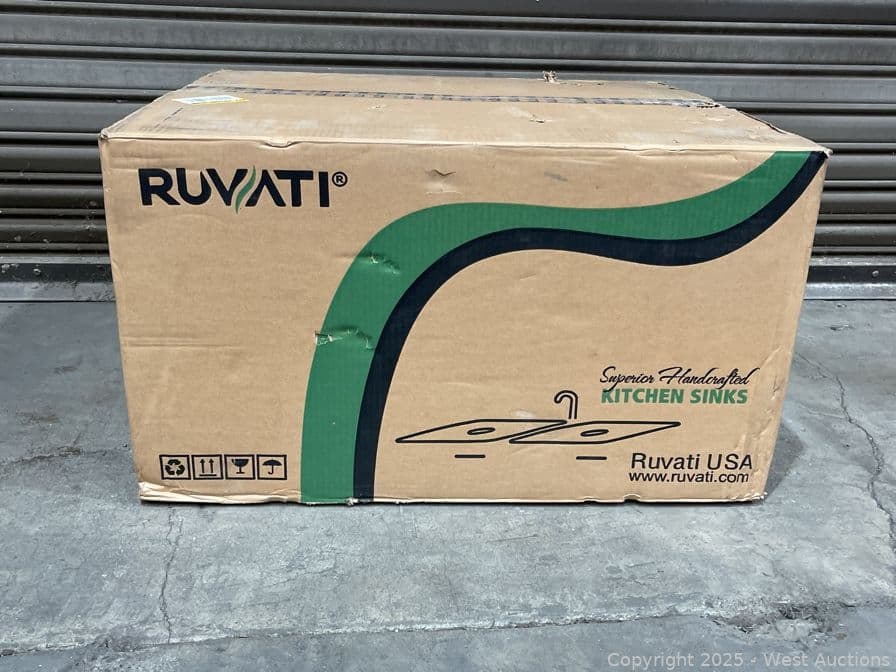 RUVATI®
Superior Handcrafted
KITCHEN SINKS
Ruvati USA
www.ruvati.com
Copyright 2025 - West Auctions